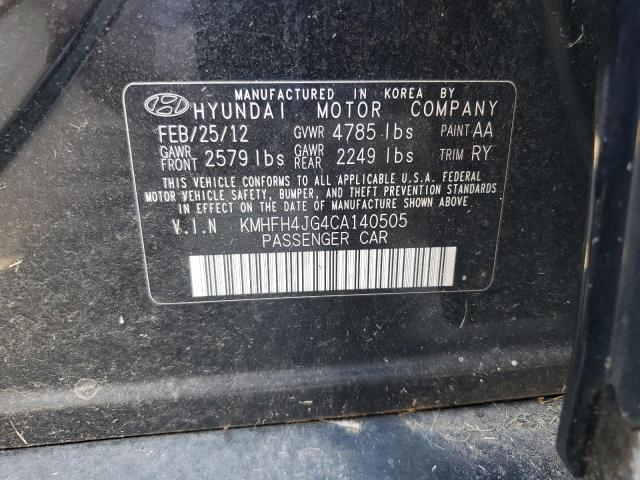 MANUFACTURED IN KOREA BY
HYUNDAI MOTOR COMPANY
FEB/25/12 GVWR 4785 lbs PAINT AA
GAWR FRONT 2579 lbs GAWR REAR 2249 lbs TRIM RY
THIS VEHICLE CONFORMS TO ALL APPLICABLE U.S.A. FEDERAL
MOTOR VEHICLE SAFETY, BUMPER, AND THEFT PREVENTION STANDARDS
IN EFFECT ON THE DATE OF MANUFACTURE SHOWN ABOVE.
V.I.N KMHFH4JG4CA140505
PASSENGER CAR